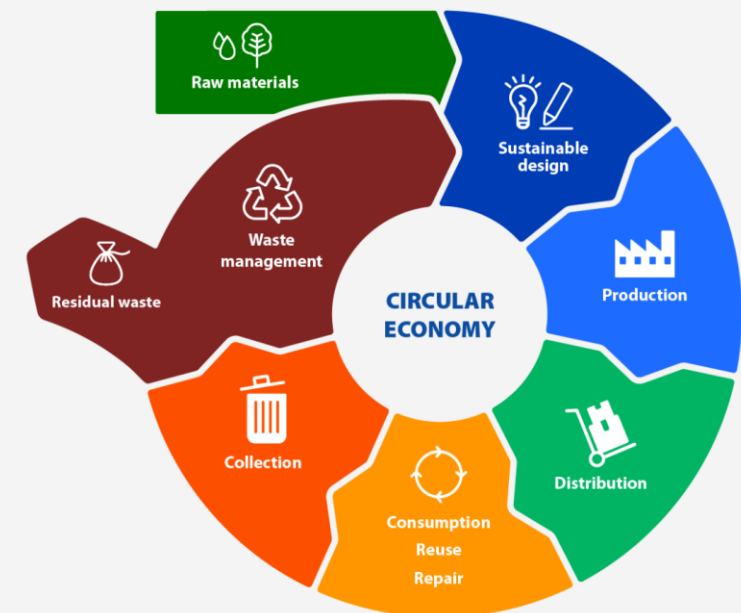 Raw materials
Sustainable
design
Production
Distribution
Consumption
Reuse
Repair
Collection
Waste
management
Residual waste
CIRCULAR
ECONOMY